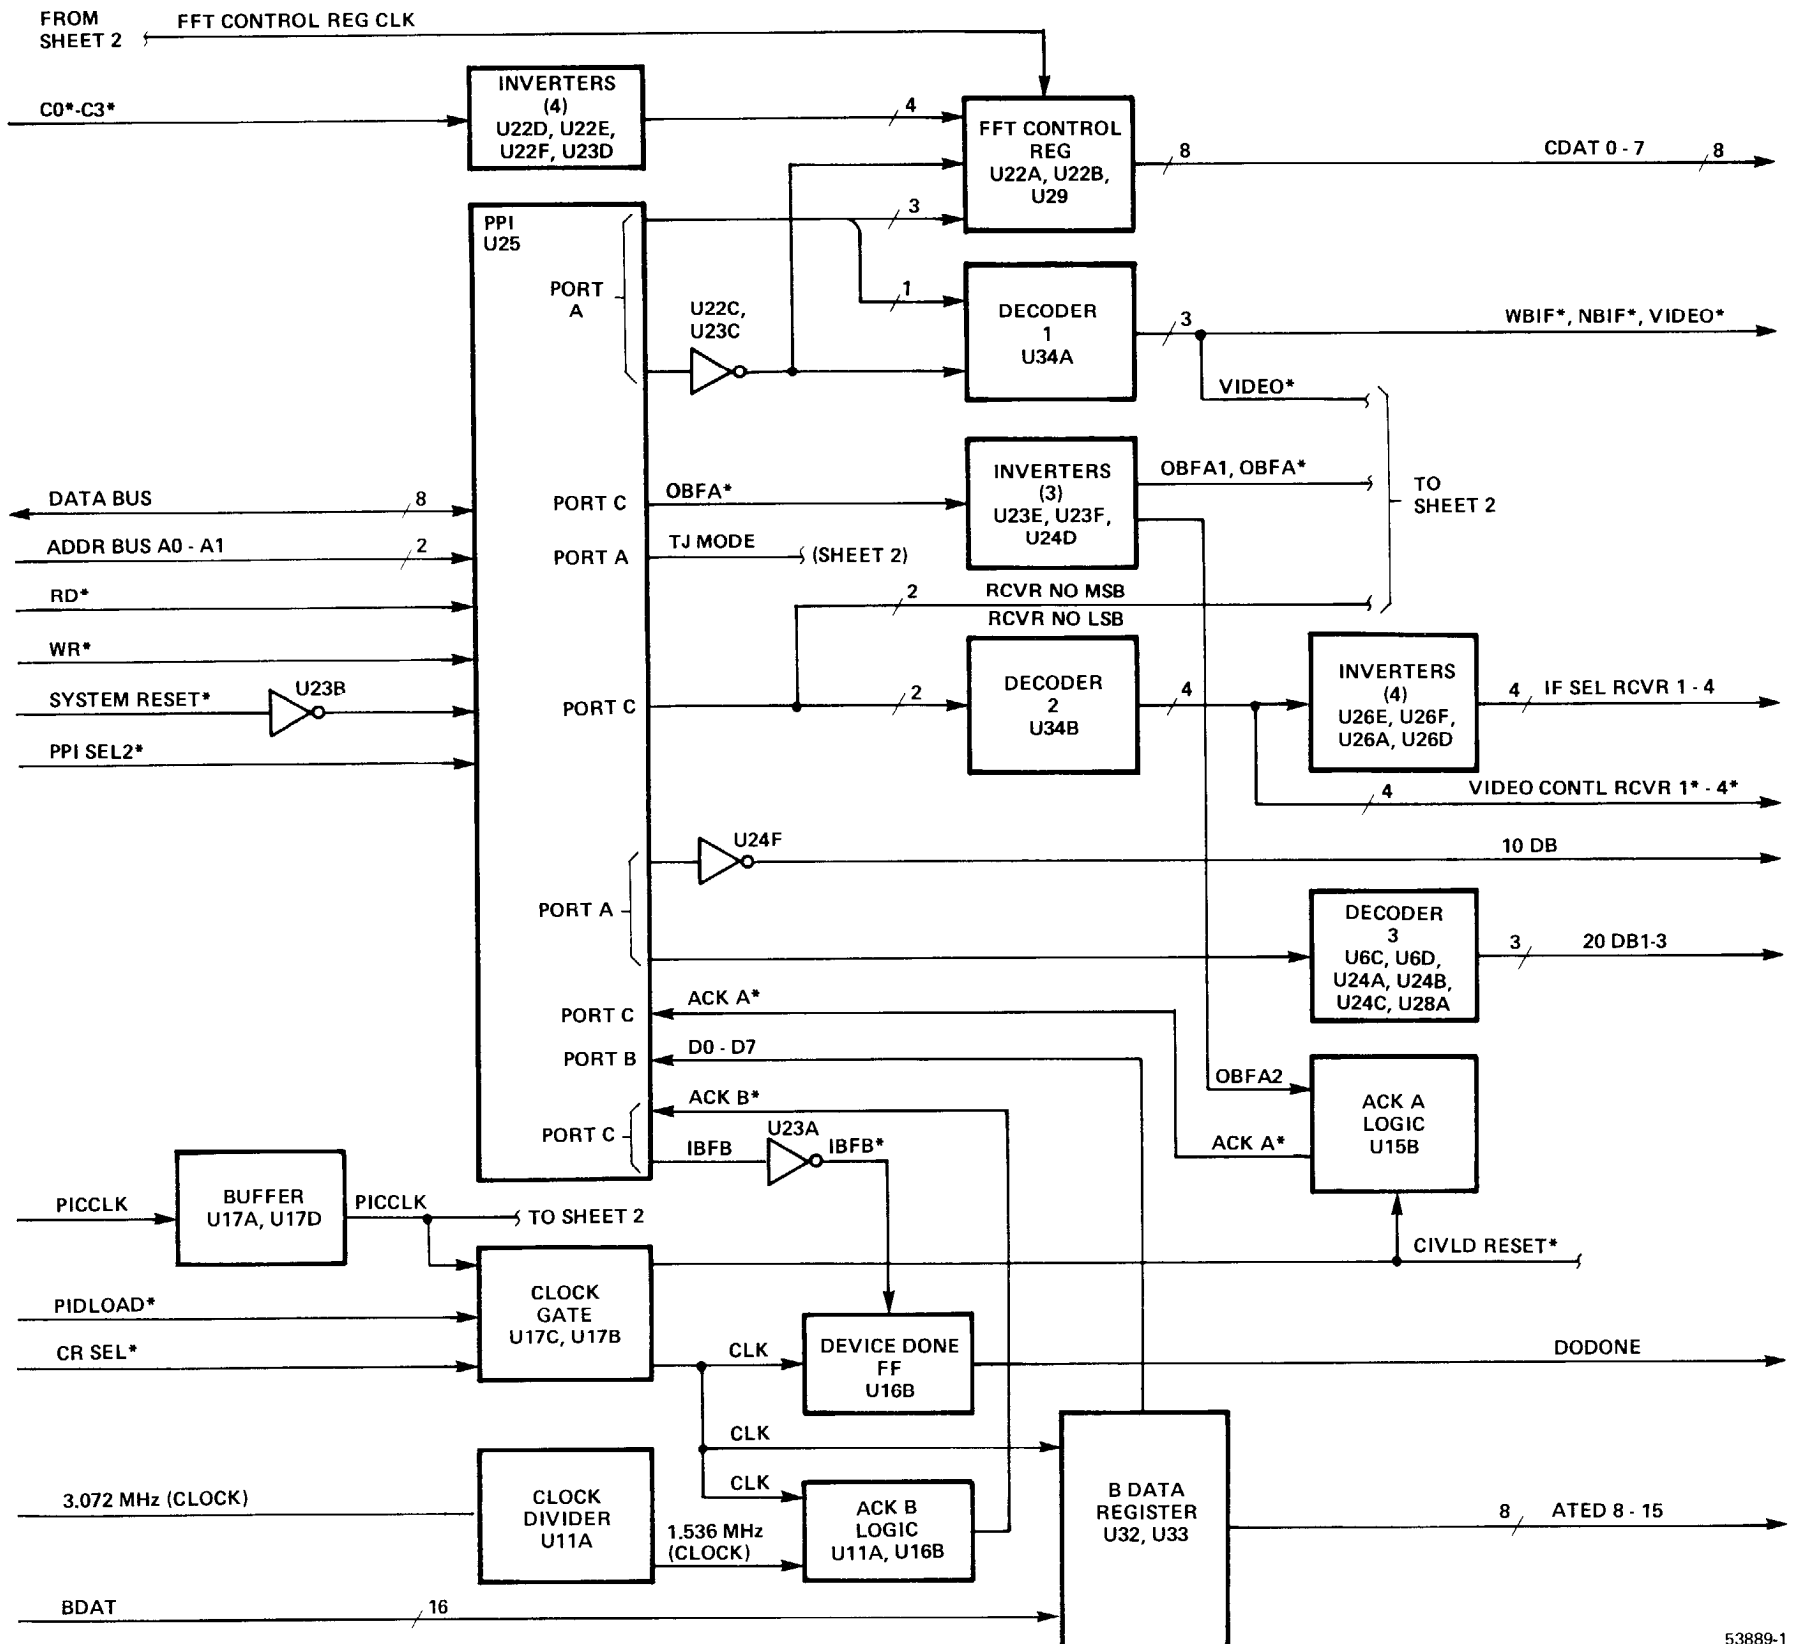 FROM
SHEET 2
FFT CONTROL REG CLK
C0*-C3*
INVERTERS
(4)
U22D, U22E,
U22F, U23D
4
FFT CONTROL
REG
U22A, U22B,
U29
8
CDAT 0 - 7
8
PPI
U25
3
PORT
A
U22C,
U23C
1
DECODER
1
U34A
3
WBIF*, NBIF*, VIDEO*
VIDEO*
DATA BUS
8
PORT C
OBFA*
INVERTERS
(3)
U23E, U23F,
U24D
OBFA1, OBFA*
TO
SHEET 2
ADDR BUS A0 - A1
2
PORT A
TJ MODE
(SHEET 2)
RD*
2
RCVR NO MSB
RCVR NO LSB
WR*
SYSTEM RESET*
U23B
PORT C
2
DECODER
2
U34B
4
INVERTERS
(4)
U26E, U26F,
U26A, U26D
4
IF SEL RCVR 1 - 4
PPI SEL2*
4
VIDEO CONTL RCVR 1* - 4*
U24F
10 DB
PORT A
DECODER
3
U6C, U6D,
U24A, U24B,
U24C, U28A
3
20 DB1-3
PORT C
ACK A*
PORT B
D0 - D7
OBFA2
ACK A
LOGIC
U15B
ACK B*
PORT C
IBFB
U23A
IBFB*
ACK A*
PICCLK
BUFFER
U17A, U17D
PICCLK
TO SHEET 2
CIVLD RESET*
PIDLOAD*
CLOCK
GATE
U17C, U17B
CR SEL*
CLK
DEVICE DONE
FF
U16B
DODONE
CLK
CLK
3.072 MHz (CLOCK)
CLOCK
DIVIDER
U11A
1.536 MHz
(CLOCK)
ACK B
LOGIC
U11A, U16B
B DATA
REGISTER
U32, U33
8
ATED 8 - 15
BDAT
16
53889-1